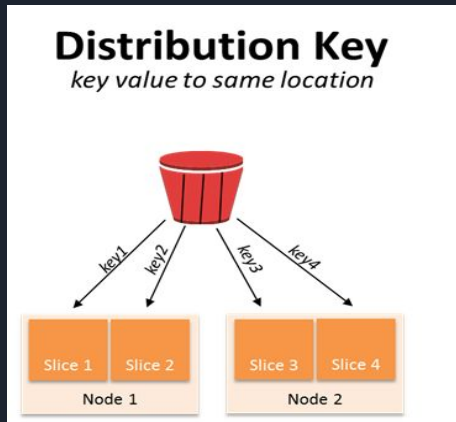 Distribution Key
key value to same location
key1
key2
key3
key4
Slice 1
Slice 2
Slice 3
Slice 4
Node 1
Node 2